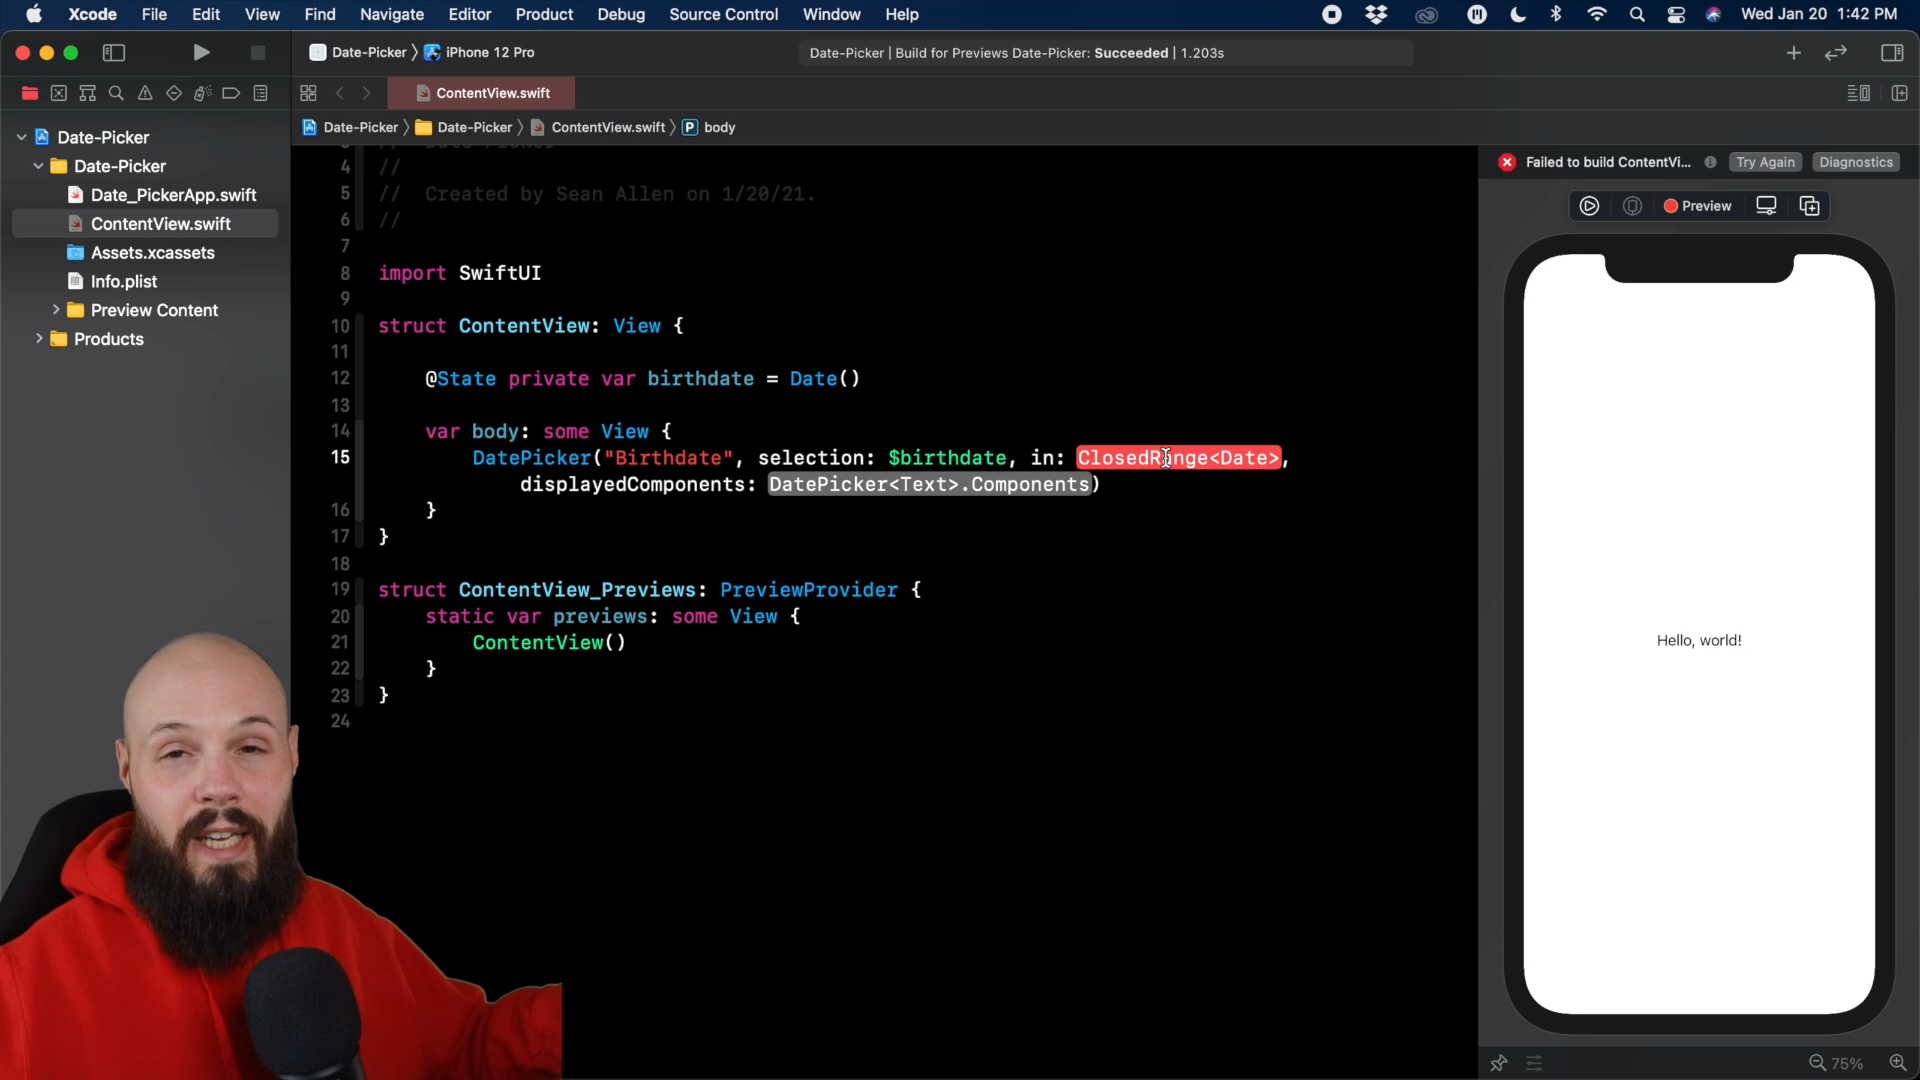 Xcode File Edit View Find Navigate Editor Product Debug Source Control Window Help Wed Jan 20 1:42 PM
Date-Picker iPhone 12 Pro
Date-Picker | Build for Previews Date-Picker: Succeeded | 1.203s
ContentView.swift
Date-Picker Date-Picker ContentView.swift P body
Date-Picker
Date-Picker
Date_PickerApp.swift
ContentView.swift
Assets.xcassets
Info.plist
Preview Content
Products
4 //
5 // Created by Sean Allen on 1/20/21.
6 //
7
8 import SwiftUI
9
10 struct ContentView: View {
11
12 @State private var birthdate = Date()
13
14 var body: some View {
15 DatePicker("Birthdate", selection: $birthdate, in: ClosedRange<Date>,
displayedComponents: DatePicker<Text>.Components)
16 }
17 }
18
19 struct ContentView_Previews: PreviewProvider {
20 static var previews: some View {
21 ContentView()
22 }
23 }
24
Failed to build ContentVi... Try Again Diagnostics
Preview
Hello, world!
75%